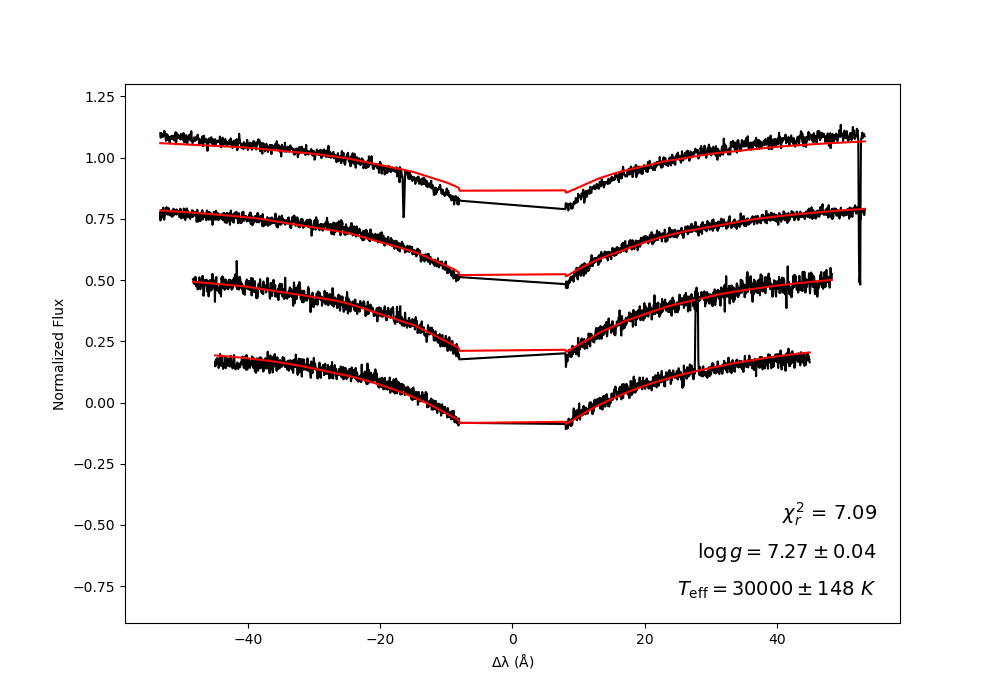 1.25
1.00
0.75
0.50
0.25
0.00
−0.25
−0.50
−0.75
Normalized Flux
χ²ᵣ = 7.09
log g = 7.27 ± 0.04
T_eff = 30000 ± 148 K
−40 −20 0 20 40
Δλ (Å)